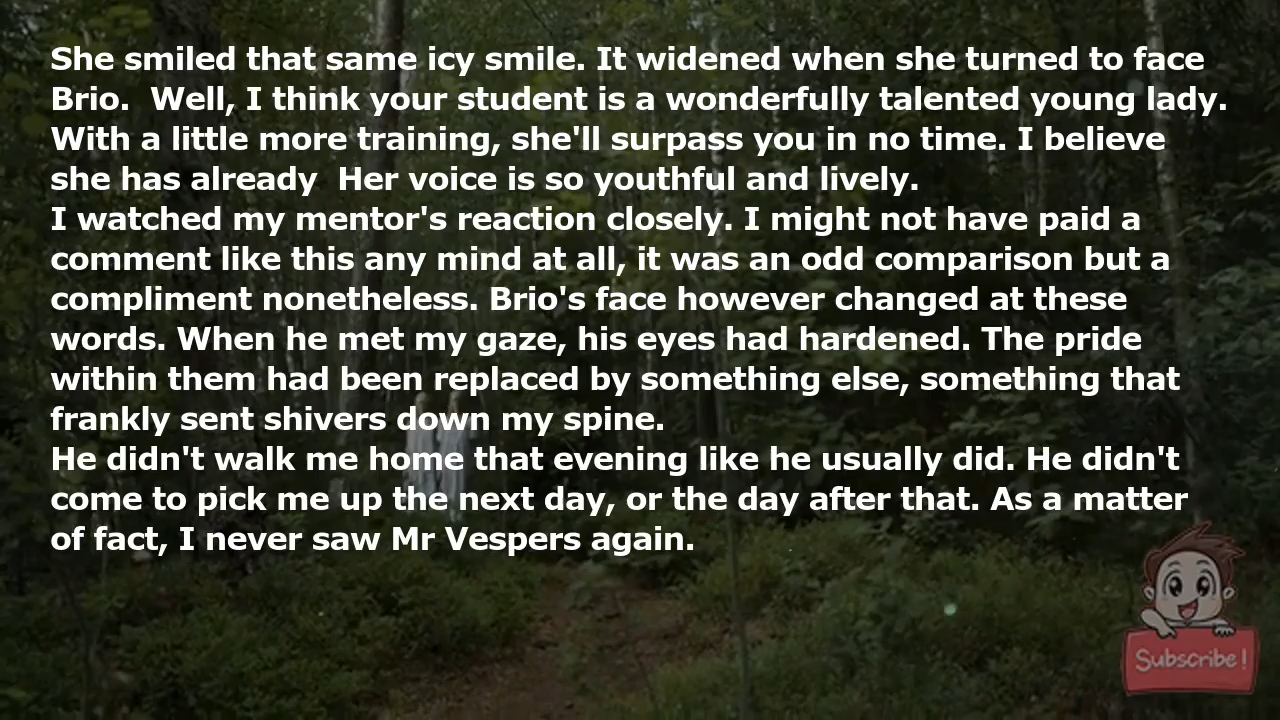 She smiled that same icy smile. It widened when she turned to face
Brio.  Well, I think your student is a wonderfully talented young lady.
With a little more training, she'll surpass you in no time. I believe
she has already  Her voice is so youthful and lively.
I watched my mentor's reaction closely. I might not have paid a
comment like this any mind at all, it was an odd comparison but a
compliment nonetheless. Brio's face however changed at these
words. When he met my gaze, his eyes had hardened. The pride
within them had been replaced by something else, something that
frankly sent shivers down my spine.
He didn't walk me home that evening like he usually did. He didn't
come to pick me up the next day, or the day after that. As a matter
of fact, I never saw Mr Vespers again.
Subscribe!